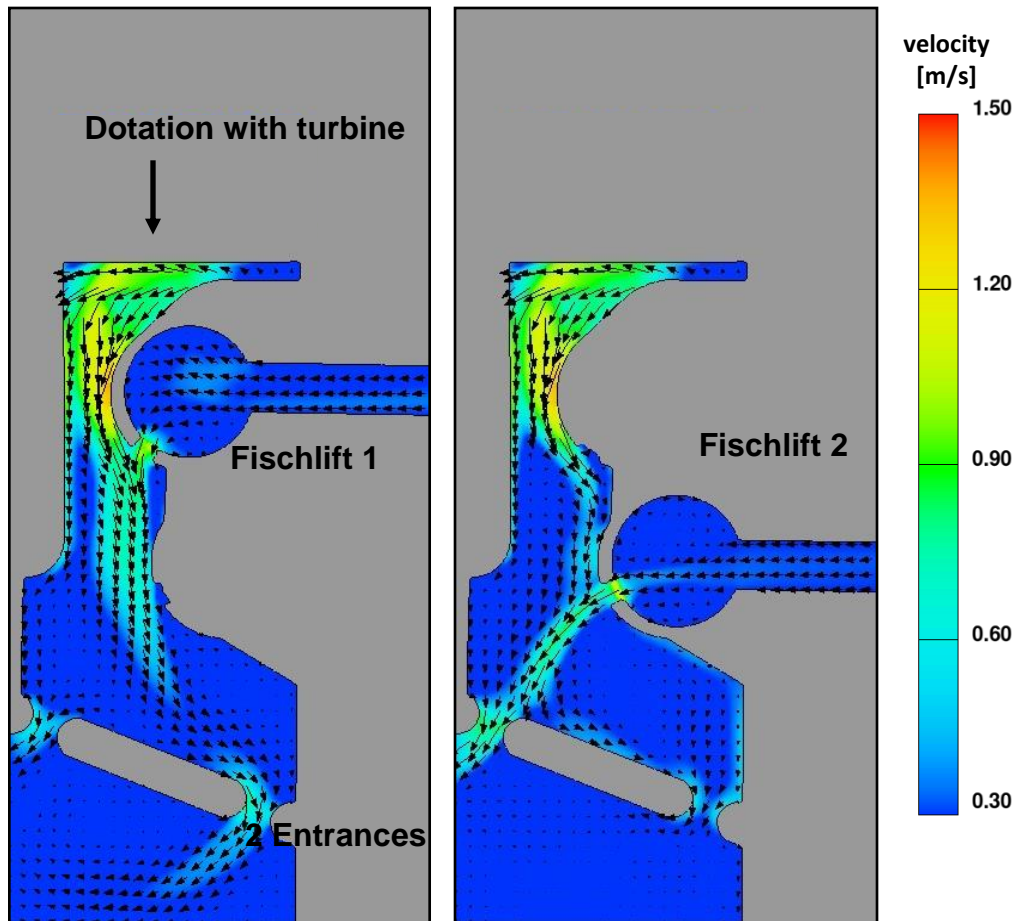 Dotation with turbine
Fischlift 1
2 Entrances
Fischlift 2
velocity
[m/s]
1.50
1.20
0.90
0.60
0.30